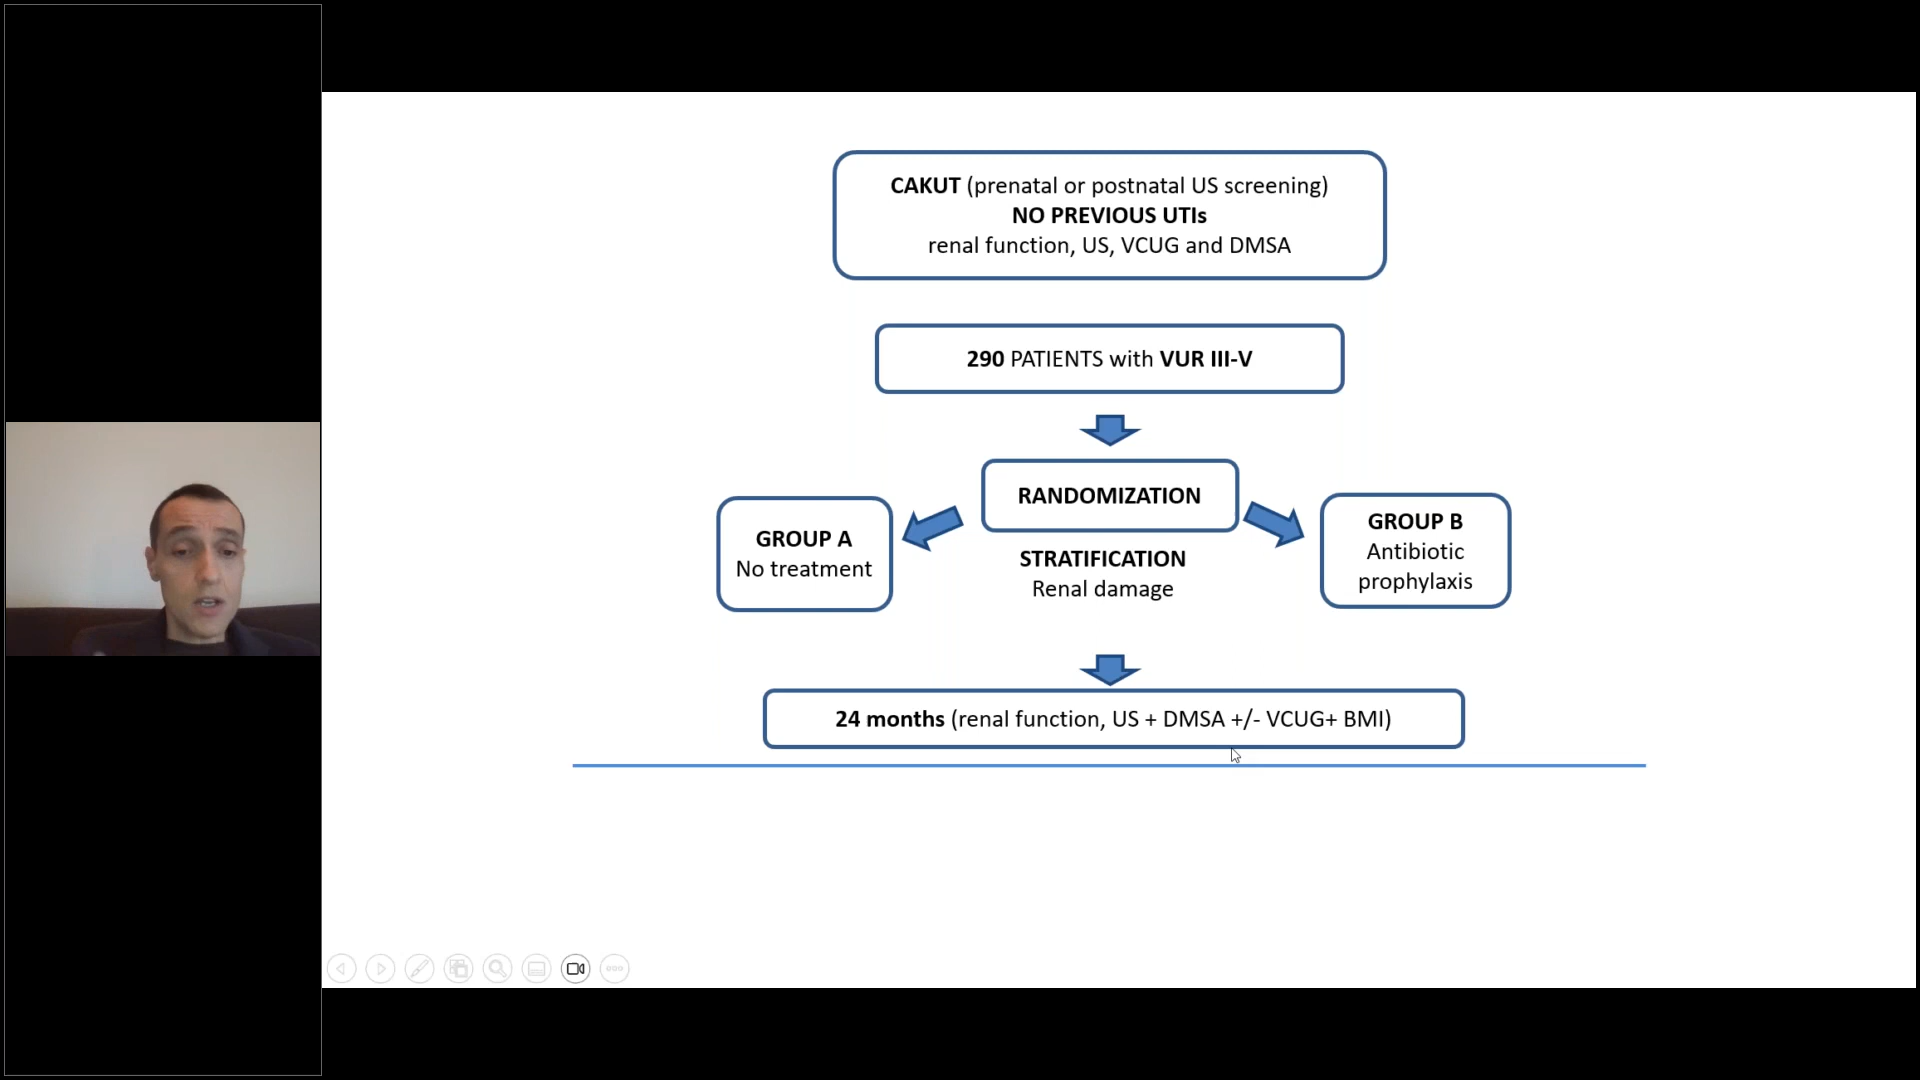 CAKUT (prenatal or postnatal US screening)
NO PREVIOUS UTIs
renal function, US, VCUG and DMSA
290 PATIENTS with VUR III-V
RANDOMIZATION
GROUP A
No treatment
STRATIFICATION
Renal damage
GROUP B
Antibiotic
prophylaxis
24 months (renal function, US + DMSA +/- VCUG+ BMI)